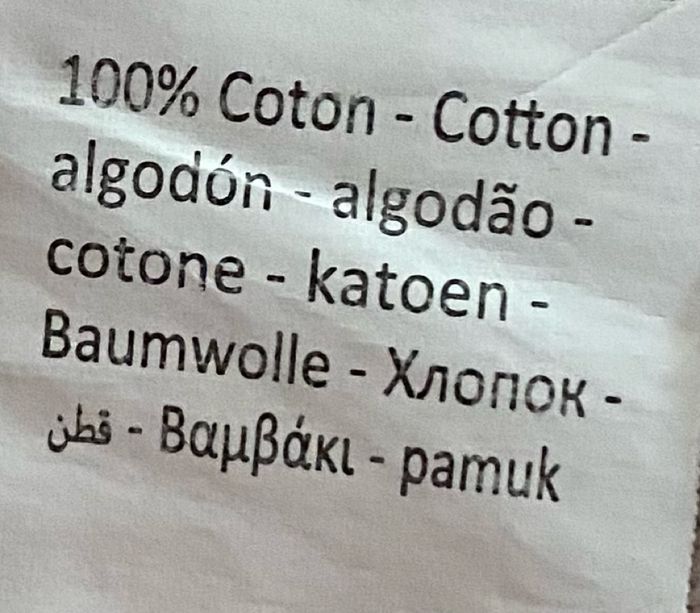 100% Coton - Cotton -
algodón - algodão -
cotone - katoen -
Baumwolle - Хлопок -
قطن - Βαμβάκι - pamuk